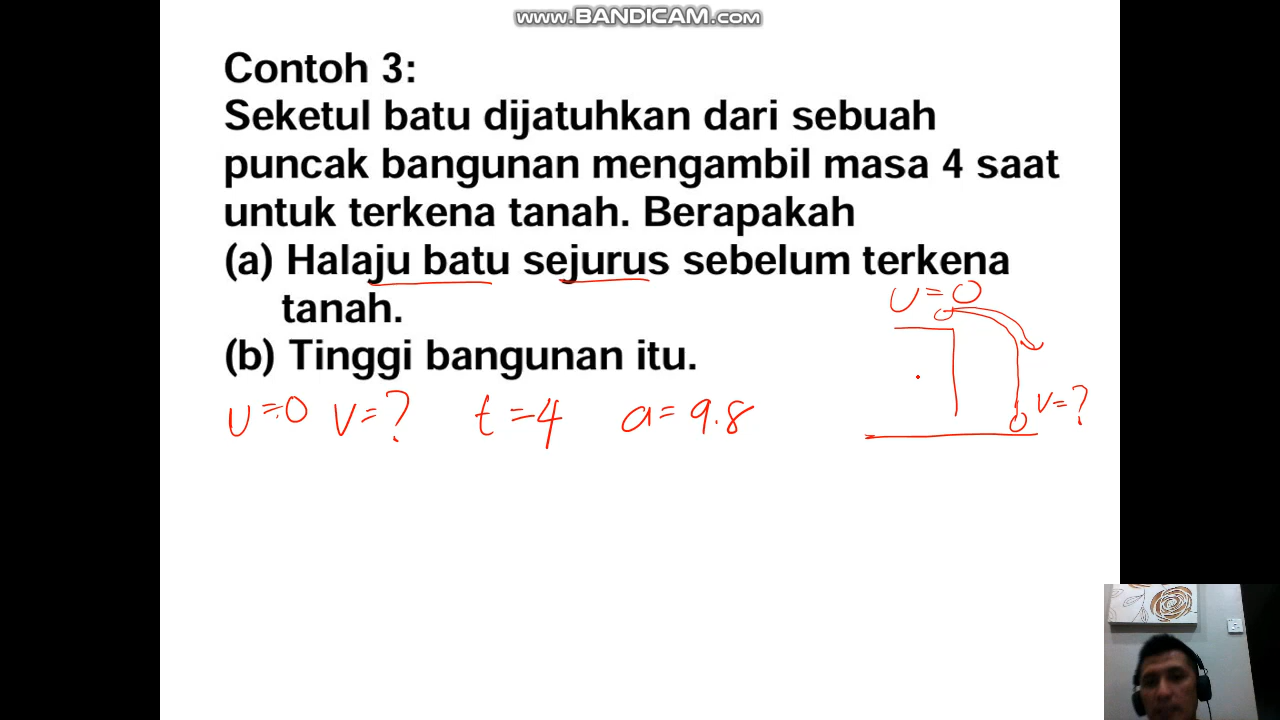 www.BANDICAM.com
Contoh 3:
Seketul batu dijatuhkan dari sebuah
puncak bangunan mengambil masa 4 saat
untuk terkena tanah. Berapakah
(a) Halaju batu sejurus sebelum terkena
tanah.
(b) Tinggi bangunan itu.
u=0
u=0 v=? t=4 a=9.8
v=?